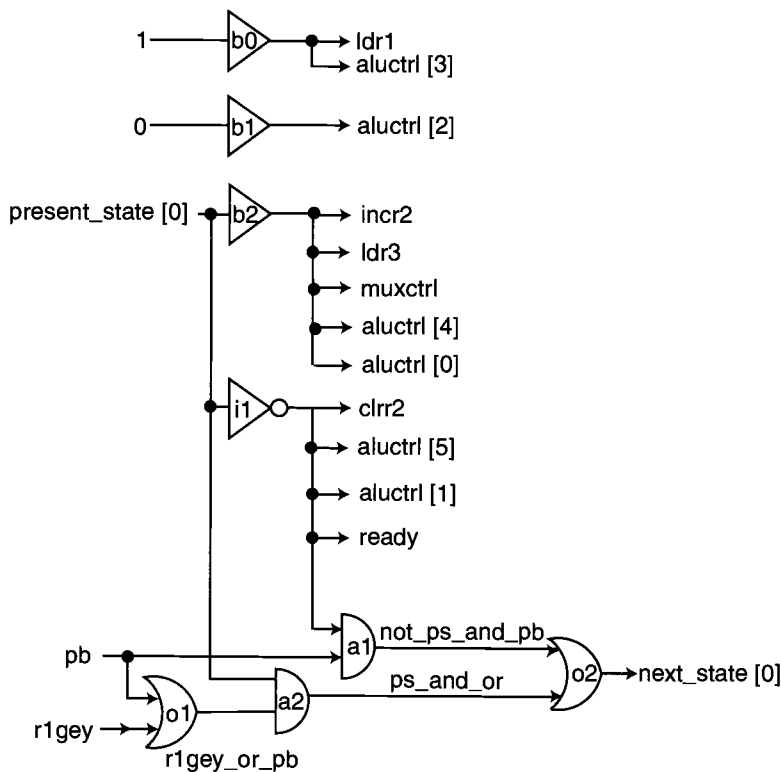 1 b0 ldr1
aluctrl [3]
0 b1 aluctrl [2]
present_state [0] b2 incr2
ldr3
muxctrl
aluctrl [4]
aluctrl [0]
i1 clrr2
aluctrl [5]
aluctrl [1]
ready
not_ps_and_pb
pb a1
ps_and_or o2 next_state [0]
a2
o1
r1gey
r1gey_or_pb